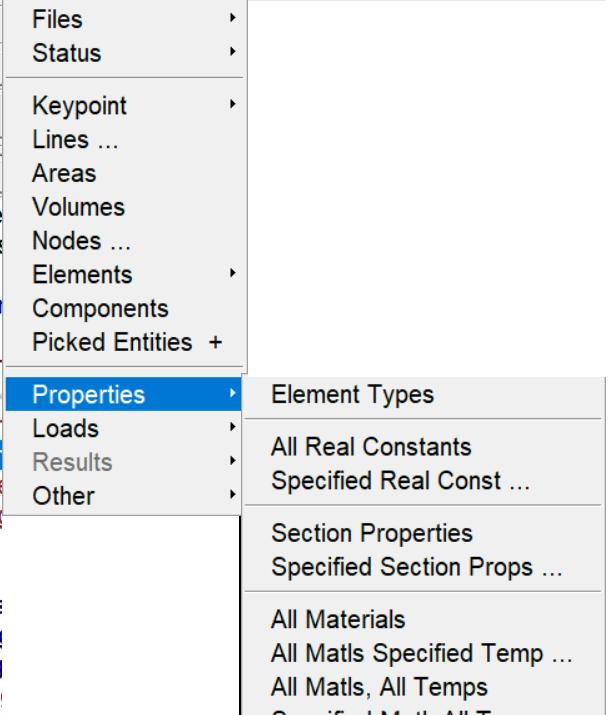 Files
Status
Keypoint
Lines ...
Areas
Volumes
Nodes ...
Elements
Components
Picked Entities +
Properties
Loads
Results
Other
Element Types
All Real Constants
Specified Real Const ...
Section Properties
Specified Section Props ...
All Materials
All Matls Specified Temp ...
All Matls, All Temps